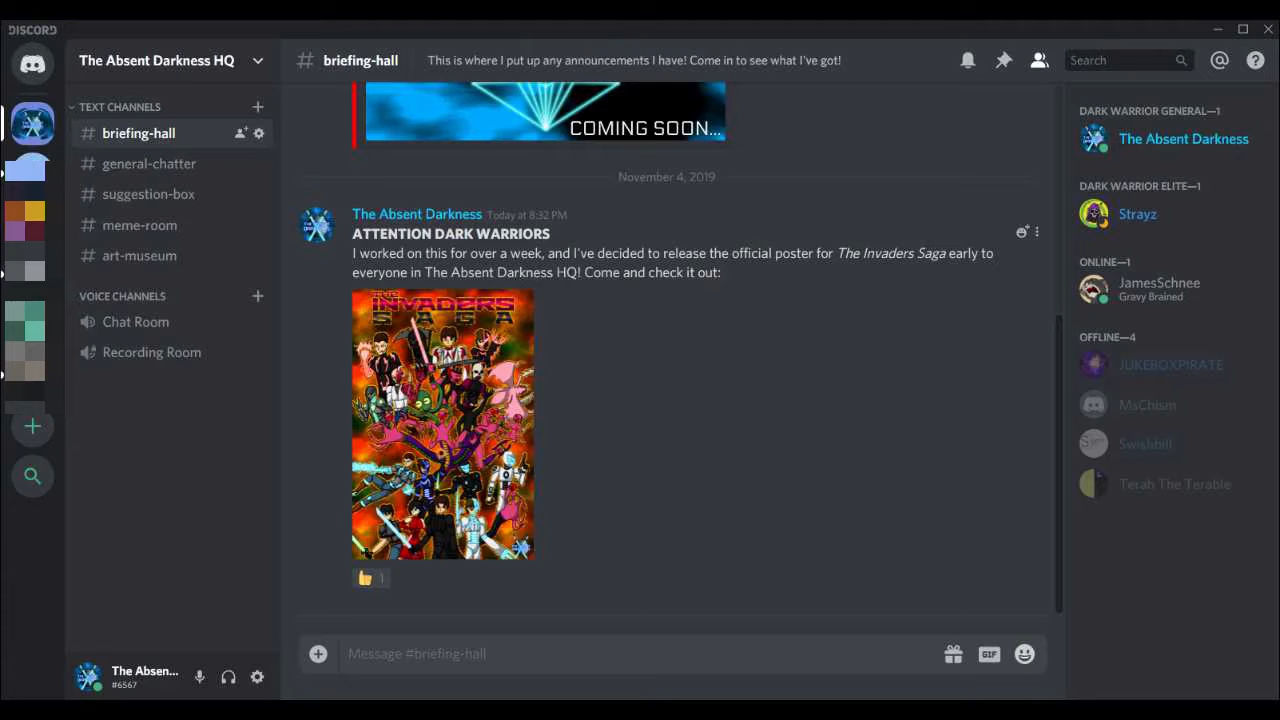 DISCORD
The Absent Darkness HQ
briefing-hall
This is where I put up any announcements I have! Come in to see what I've got!
Search
TEXT CHANNELS
briefing-hall
general-chatter
suggestion-box
meme-room
art-museum
VOICE CHANNELS
Chat Room
Recording Room
The Absen...
#6567
COMING SOON...
November 4, 2019
The Absent Darkness Today at 8:32 PM
ATTENTION DARK WARRIORS
I worked on this for over a week, and I've decided to release the official poster for The Invaders Saga early to
everyone in The Absent Darkness HQ! Come and check it out:
THE
INVADERS
SAGA
1
Message #briefing-hall
GIF
DARK WARRIOR GENERAL—1
The Absent Darkness
DARK WARRIOR ELITE—1
Strayz
ONLINE—1
JamesSchnee
Gravy Brained
OFFLINE—4
JUKEBOXPIRATE
MsChism
Swishbill
Terah The Terable